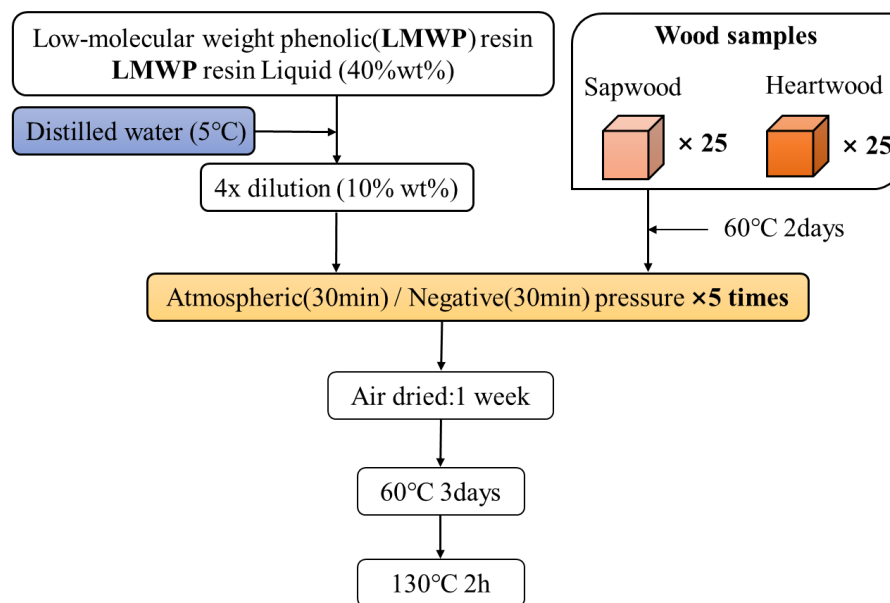 Low-molecular weight phenolic(LMWP) resin
LMWP resin Liquid (40%wt%)
Distilled water (5℃)
4x dilution (10% wt%)
Wood samples
Sapwood
Heartwood
× 25
× 25
60℃ 2days
Atmospheric(30min) / Negative(30min) pressure ×5 times
Air dried:1 week
60℃ 3days
130℃ 2h